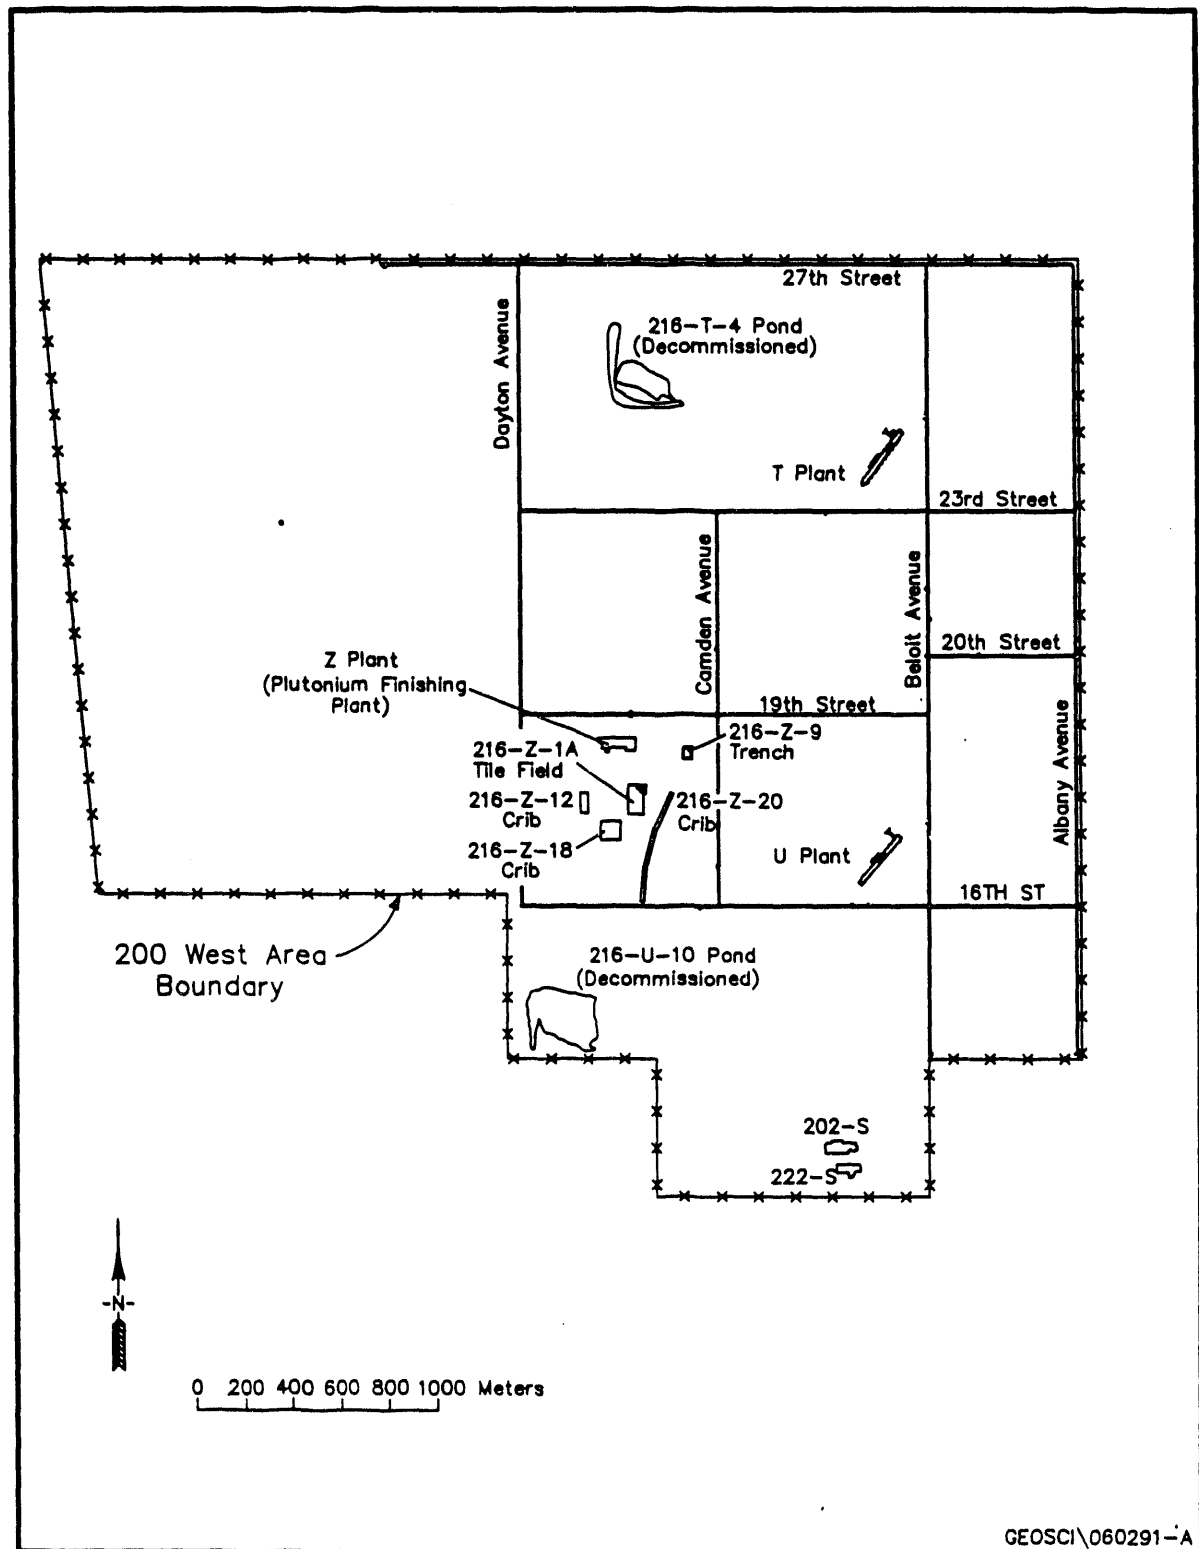 27th Street
216-T-4 Pond
(Decommissioned)
Dayton Avenue
T Plant
23rd Street
Camden Avenue
Beloit Avenue
20th Street
Z Plant
(Plutonium Finishing
Plant)
19th Street
216-Z-9
Trench
216-Z-1A
Tile Field
216-Z-12
Crib
216-Z-20
Crib
Albany Avenue
216-Z-18
Crib
U Plant
16TH ST
200 West Area
Boundary
216-U-10 Pond
(Decommissioned)
202-S
222-S
-N-
0 200 400 600 800 1000 Meters
GEOSCI\060291-A